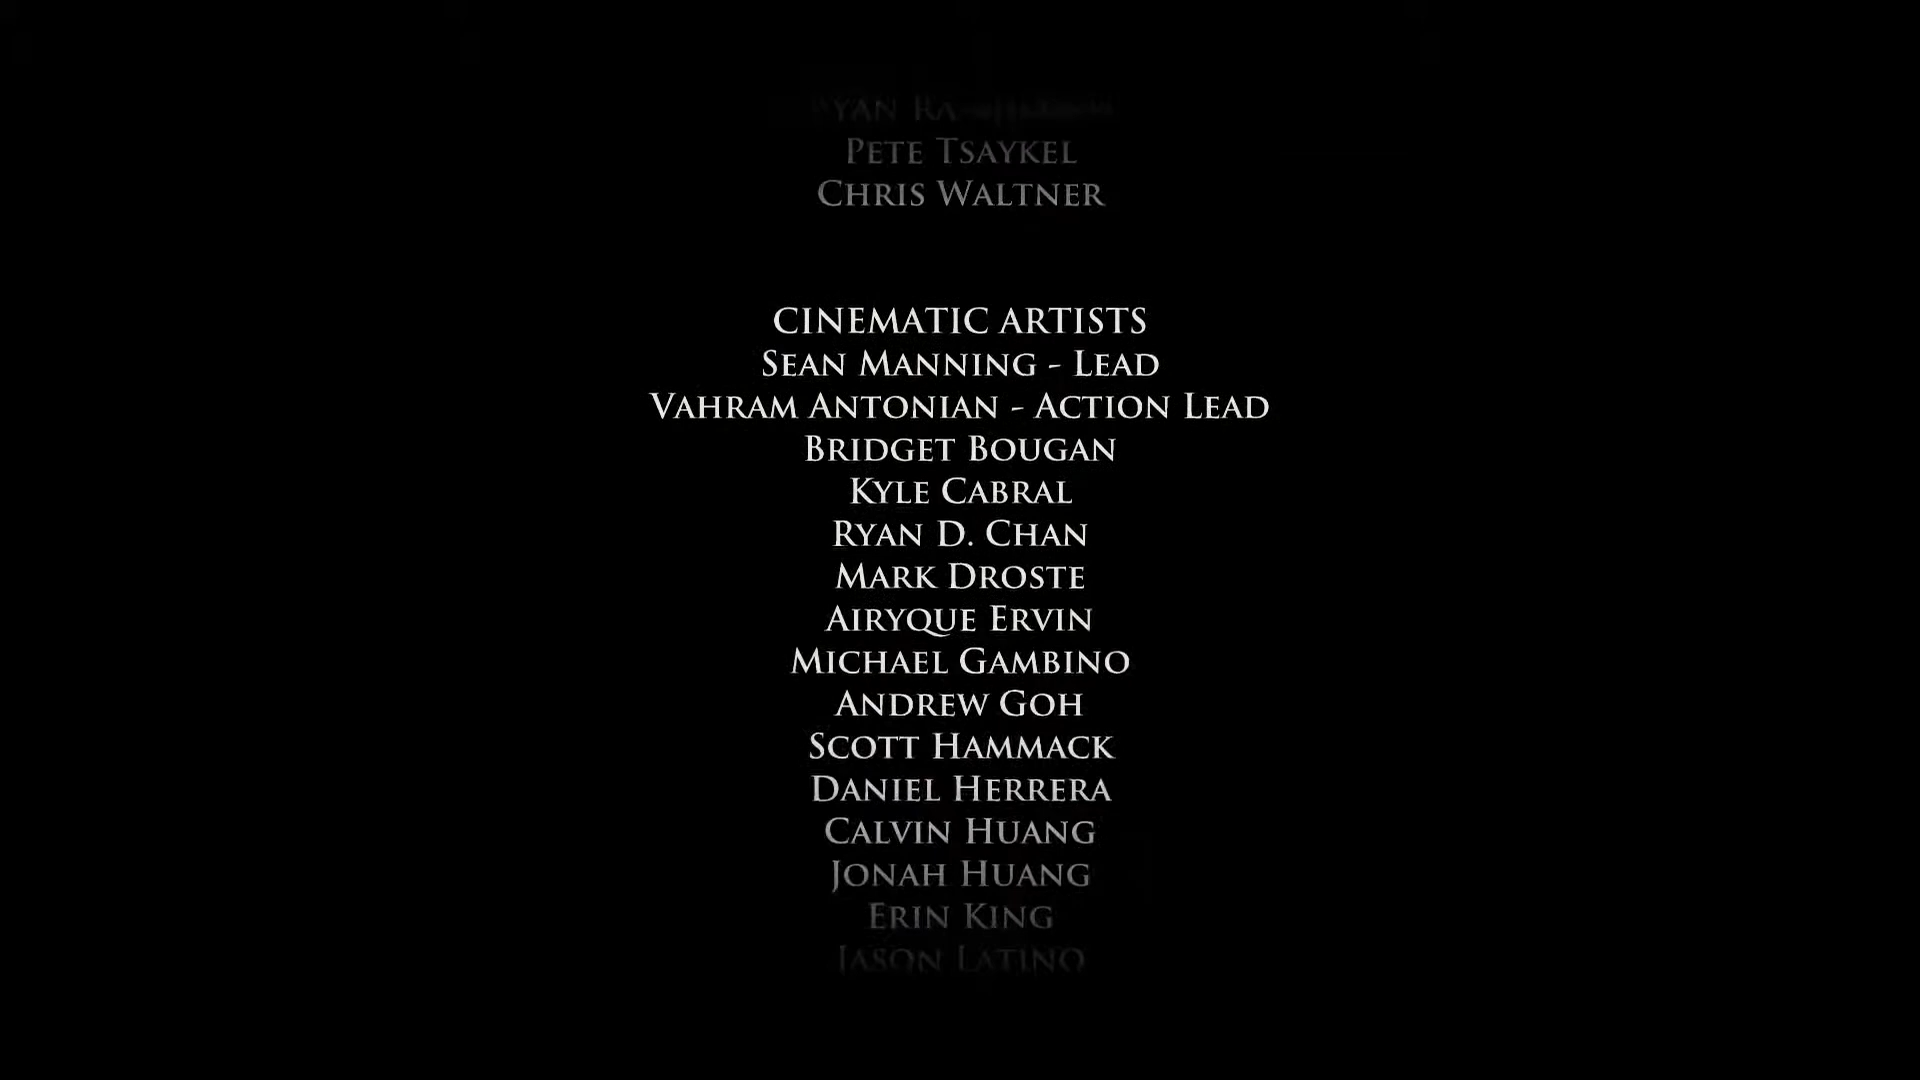 Pete Tsaykel
Chris Waltner
CINEMATIC ARTISTS
Sean Manning - Lead
Vahram Antonian - Action Lead
Bridget Bougan
Kyle Cabral
Ryan D. Chan
Mark Droste
Airyque Ervin
Michael Gambino
Andrew Goh
Scott Hammack
Daniel Herrera
Calvin Huang
Jonah Huang
Erin King
Jason Latino